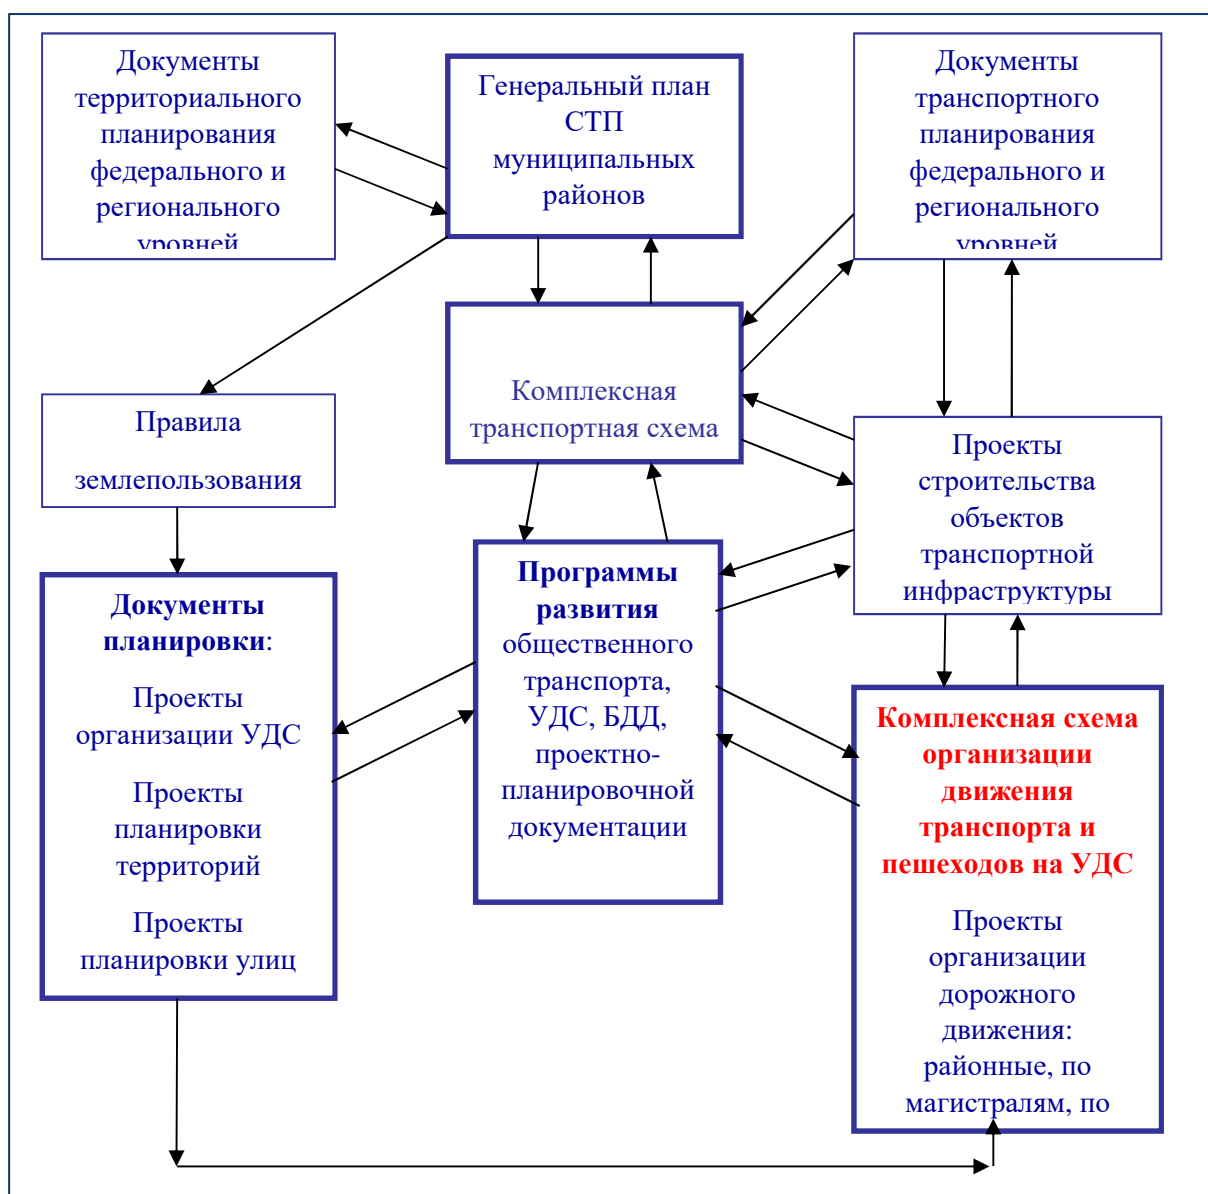 Документы
территориального
планирования
федерального и
регионального
уровней
Генеральный план
СТП
муниципальных
районов
Документы
транспортного
планирования
федерального и
регионального
уровней
Комплексная
транспортная схема
Правила
землепользования
Проекты
строительства
объектов
транспортной
инфраструктуры
Документы
планировки:
Проекты
организации УДС
Проекты
планировки
территорий
Проекты
планировки улиц
Программы
развития
общественного
транспорта,
УДС, БДД,
проектно-
планировочной
документации
Комплексная схема
организации
движения
транспорта и
пешеходов на УДС
Проекты
организации
дорожного
движения:
районные, по
магистралям, по